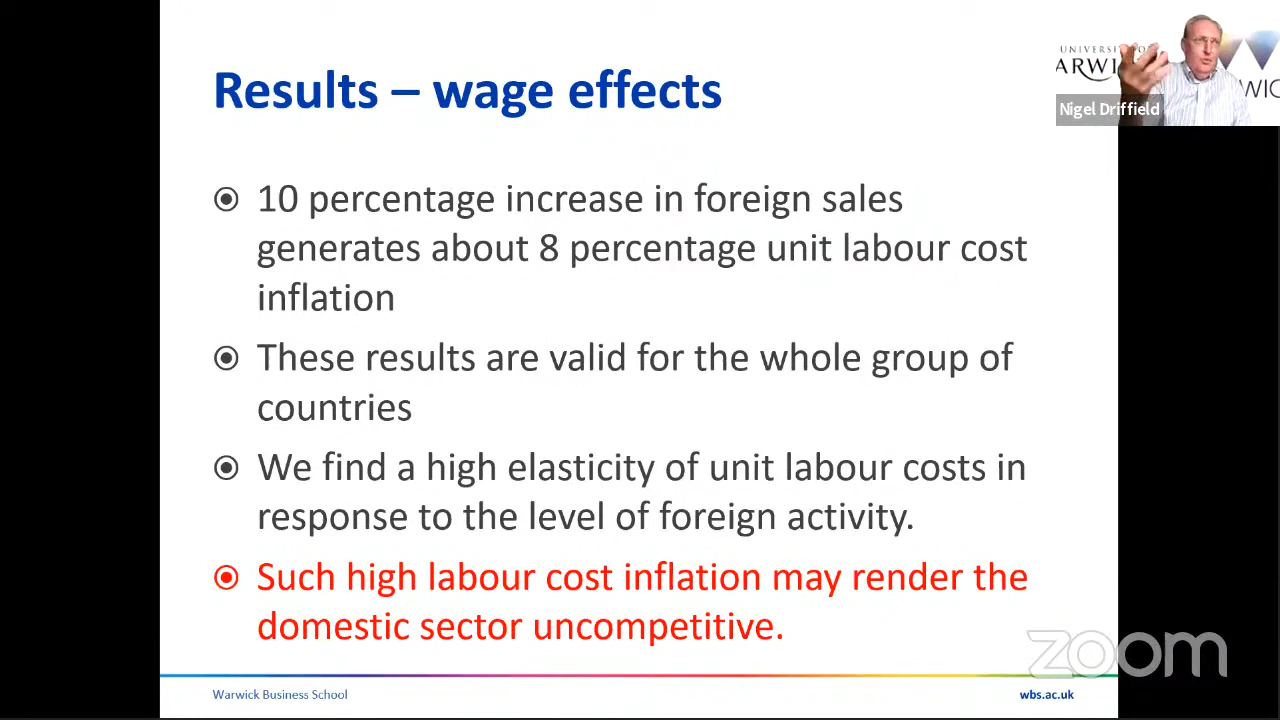 Results – wage effects
10 percentage increase in foreign sales
generates about 8 percentage unit labour cost
inflation
These results are valid for the whole group of
countries
We find a high elasticity of unit labour costs in
response to the level of foreign activity.
Such high labour cost inflation may render the
domestic sector uncompetitive.
Warwick Business School
wbs.ac.uk
Nigel Driffield
zoom